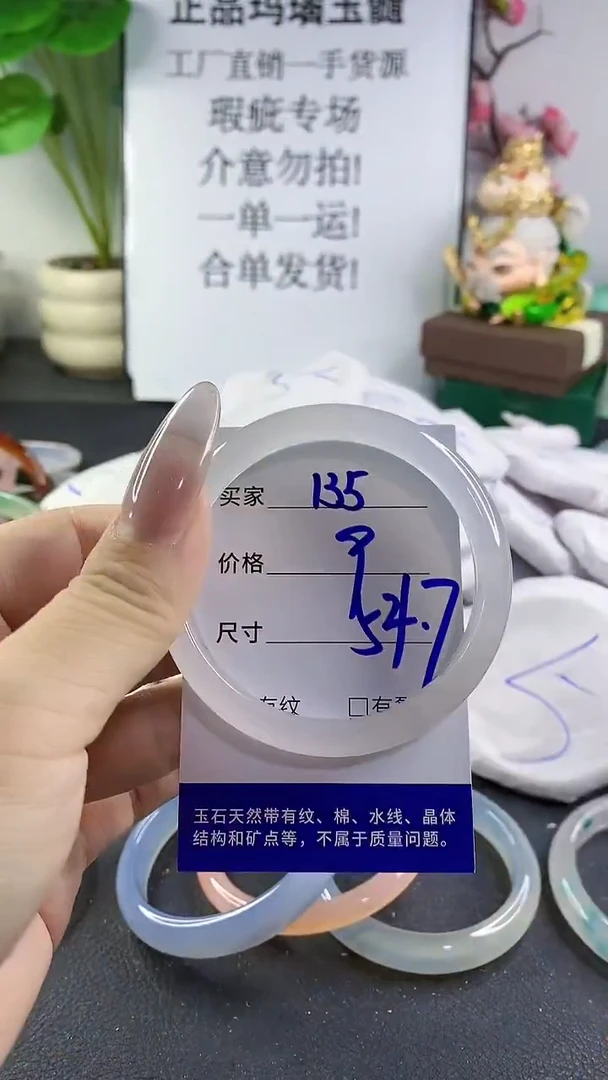 正品玛瑙玉髓
工厂直销一手货源
瑕疵专场
介意勿拍!
一单一运!
合单发货!
买家 135
价格
尺寸 54.7
有纹 □有
玉石天然带有纹、棉、水线、晶体
结构和矿点等，不属于质量问题。